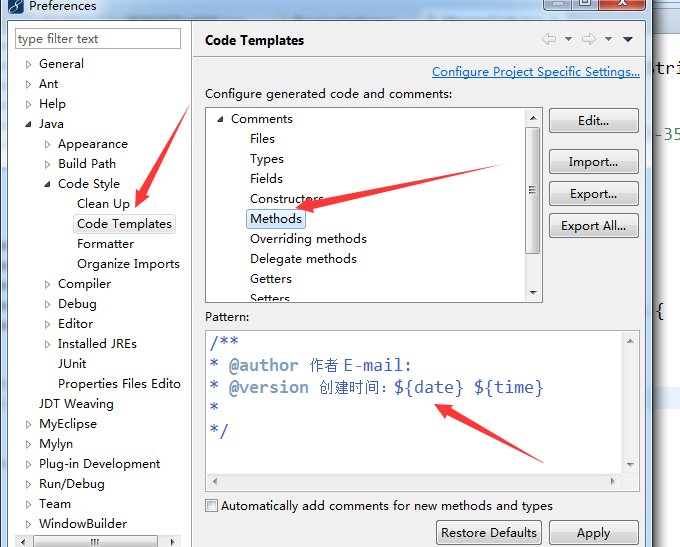 Preferences
type filter text
General
Ant
Help
Java
Appearance
Build Path
Code Style
Clean Up
Code Templates
Formatter
Organize Imports
Compiler
Debug
Editor
Installed JREs
JUnit
Properties Files Edito
JDT Weaving
MyEclipse
Mylyn
Plug-in Development
Run/Debug
Team
WindowBuilder
Code Templates
Configure Project Specific Settings...
Configure generated code and comments:
Comments
Files
Types
Fields
Constructors
Methods
Overriding methods
Delegate methods
Getters
Setters
Edit...
Import...
Export...
Export All...
Pattern:
/**
* @author 作者 E-mail:
* @version 创建时间：${date} ${time}
*
*/
Automatically add comments for new methods and types
Restore Defaults
Apply
Stri
-35
{